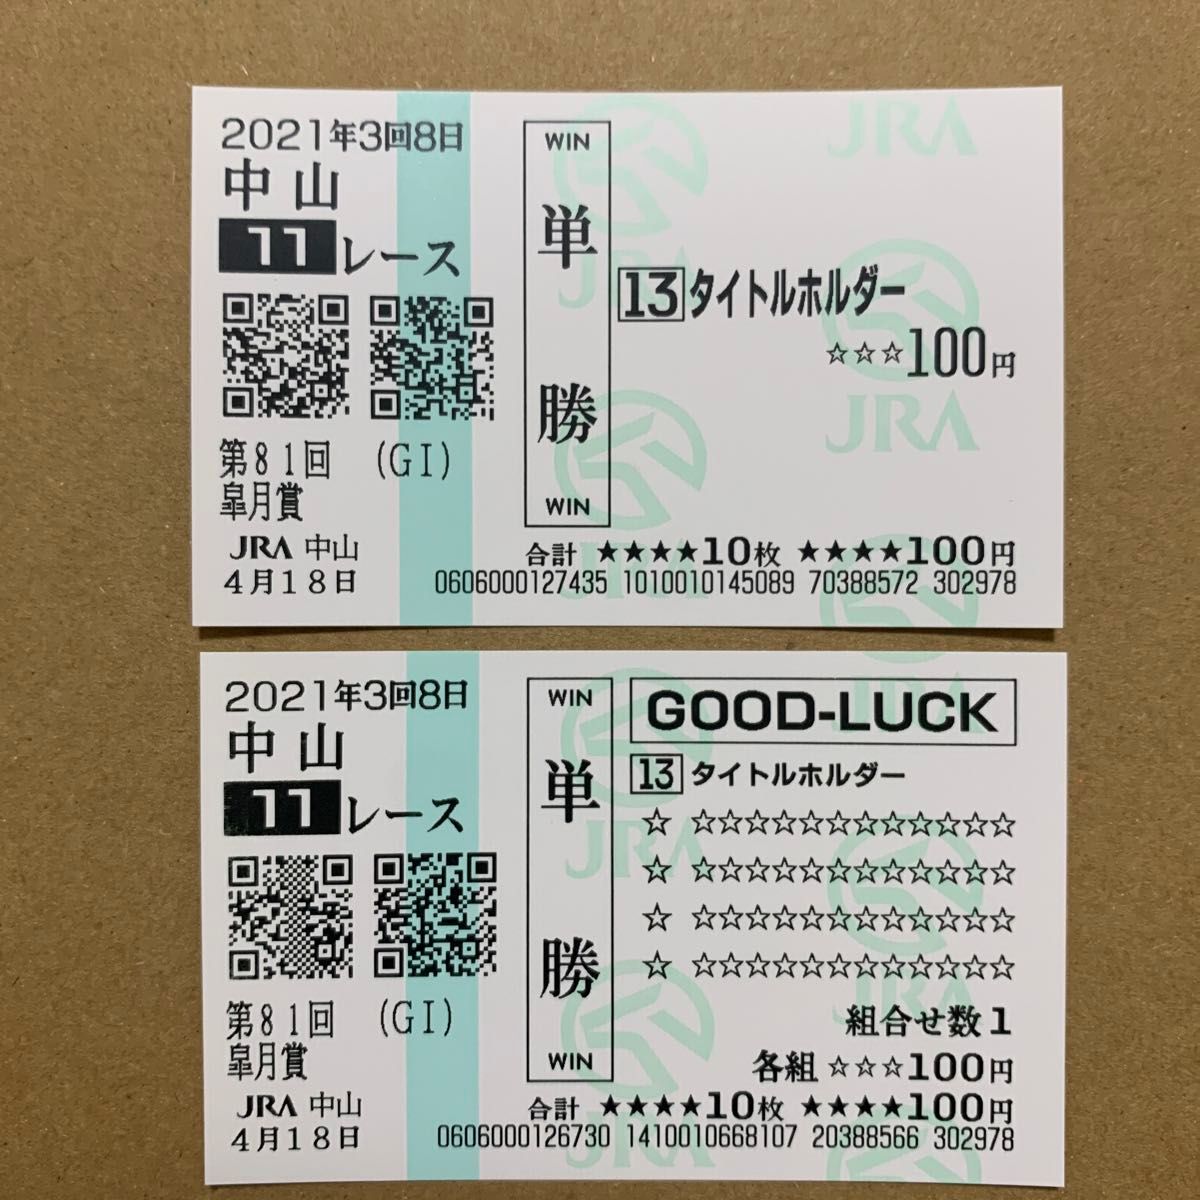 2021年3回8日
中山
11レース
第81回 (GI)
皐月賞
JRA 中山
4月18日
WIN
単勝
WIN
13タイトルホルダー
☆☆☆100円
合計 ★★★★10枚 ★★★★100円
0606000127435 1010010145089 70388572 302978
JRA
JRA
JRA
2021年3回8日
中山
11レース
第81回 (GI)
皐月賞
JRA 中山
4月18日
WIN
単勝
WIN
GOOD-LUCK
13 タイトルホルダー
☆ ☆☆☆☆☆☆☆☆☆☆☆☆
☆ ☆☆☆☆☆☆☆☆☆☆☆☆
☆ ☆☆☆☆☆☆☆☆☆☆☆☆
☆ ☆☆☆☆☆☆☆☆☆☆☆☆
組合せ数1
各組 ☆☆☆100円
合計 ★★★★10枚 ★★★★100円
0606000126730 1410010668107 20388566 302978
JRA
JRA